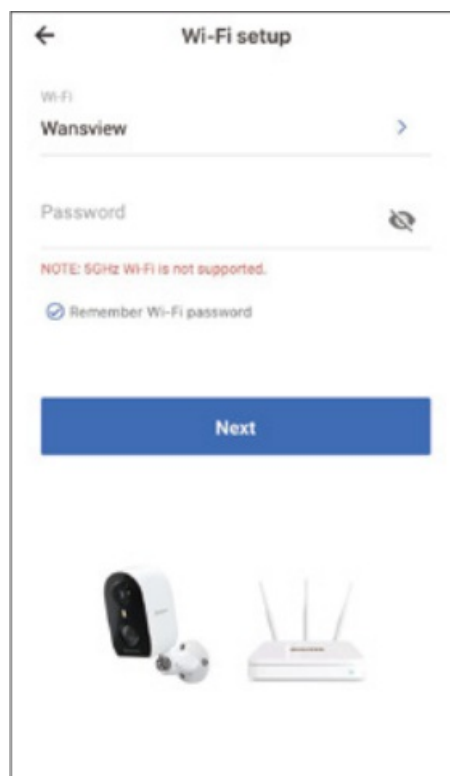 Wi-Fi setup
Wi-Fi
Wansview
Password
NOTE: 5GHz Wi-Fi is not supported.
Remember Wi-Fi password
Next